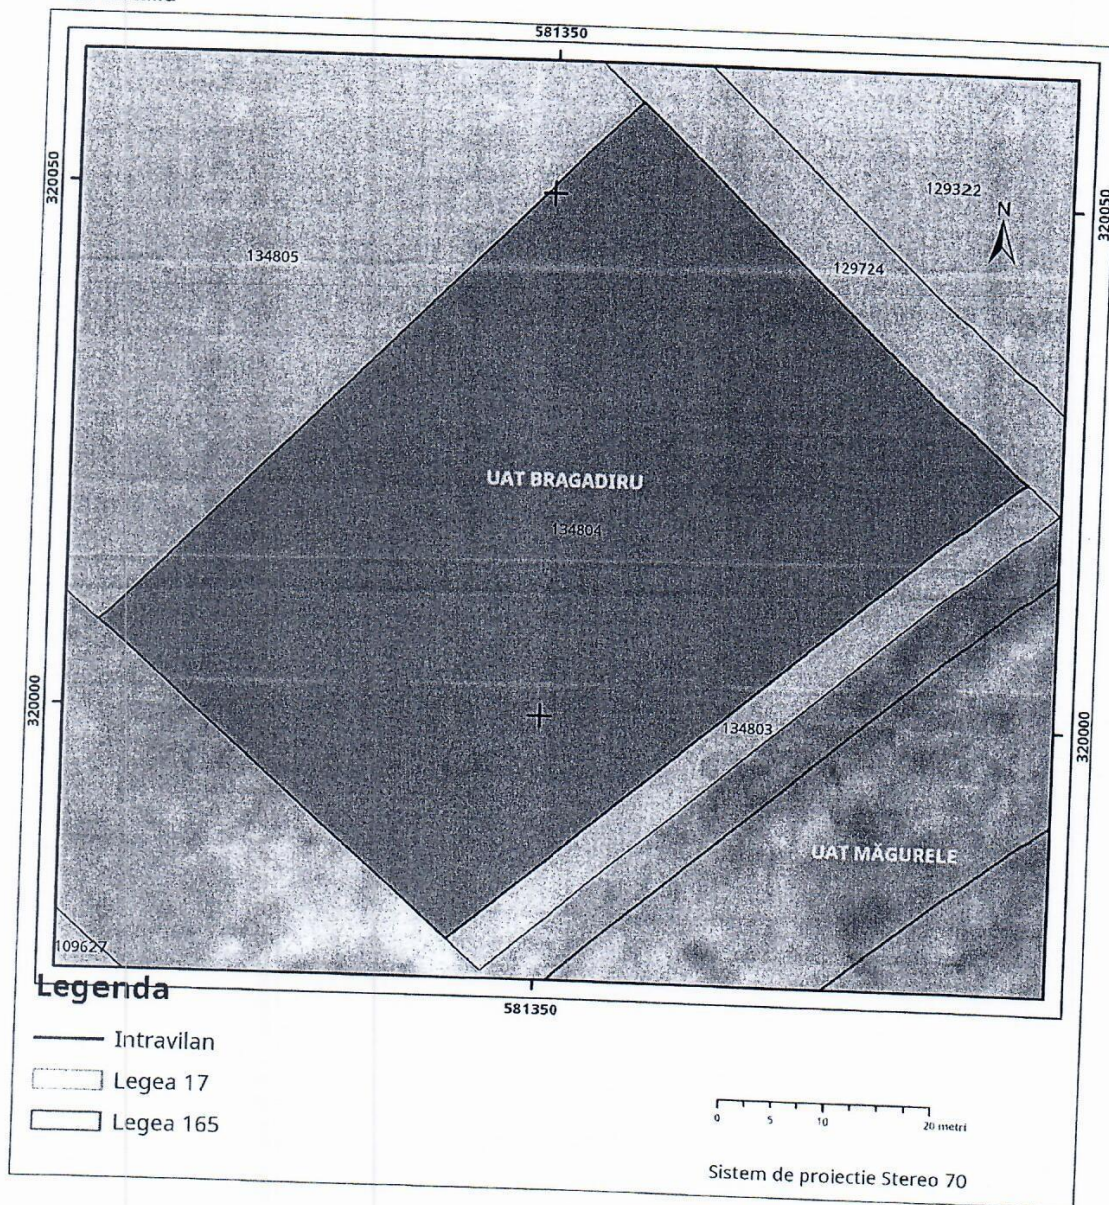 581350
320050
320050
129322
N
134805
129724
UAT BRAGADIRU
134804
320000
320000
134803
UAT MĂGURELE
109627
581350
Legenda
Intravilan
Legea 17
Legea 165
0 5 10 20 metri
Sistem de proiectie Stereo 70